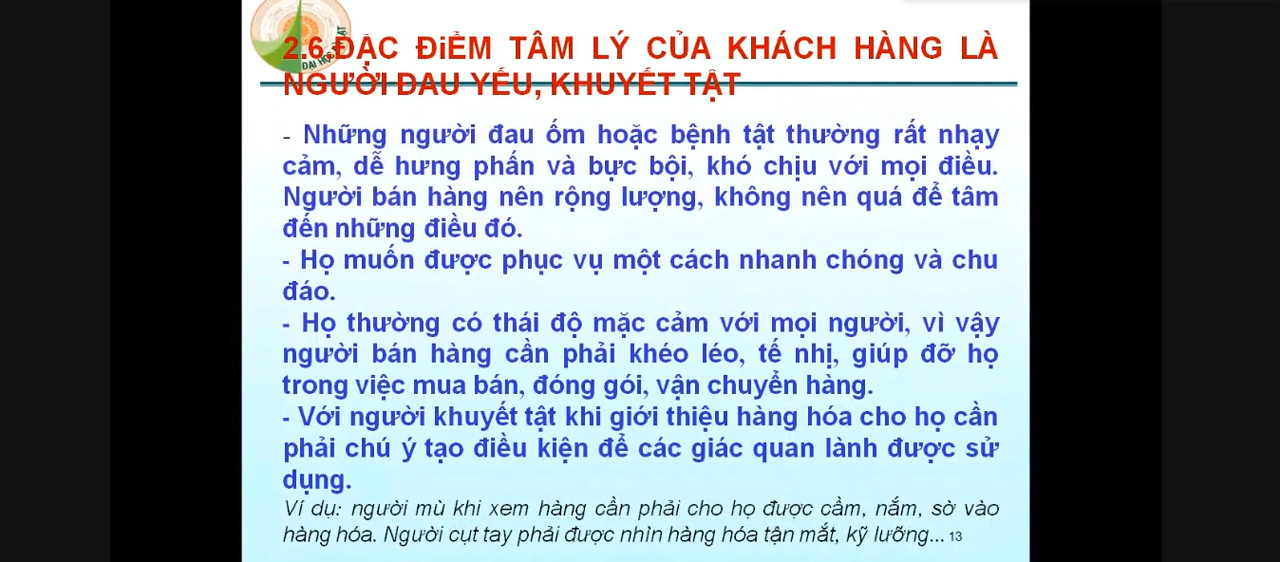 2.6.ĐẶC ĐiỂM TÂM LÝ CỦA KHÁCH HÀNG LÀ
NGƯỜI DAU YẾU, KHUYẾT TẬT
- Những người đau ốm hoặc bệnh tật thường rất nhạy
cảm, dễ hưng phấn và bực bội, khó chịu với mọi điều.
Người bán hàng nên rộng lượng, không nên quá để tâm
đến những điều đó.
- Họ muốn được phục vụ một cách nhanh chóng và chu
đáo.
- Họ thường có thái độ mặc cảm với mọi người, vì vậy
người bán hàng cần phải khéo léo, tế nhị, giúp đỡ họ
trong việc mua bán, đóng gói, vận chuyển hàng.
- Với người khuyết tật khi giới thiệu hàng hóa cho họ cần
phải chú ý tạo điều kiện để các giác quan lành được sử
dụng.
Ví dụ: người mù khi xem hàng cần phải cho họ được cầm, nắm, sờ vào
hàng hóa. Người cụt tay phải được nhìn hàng hóa tận mắt, kỹ lưỡng... 13